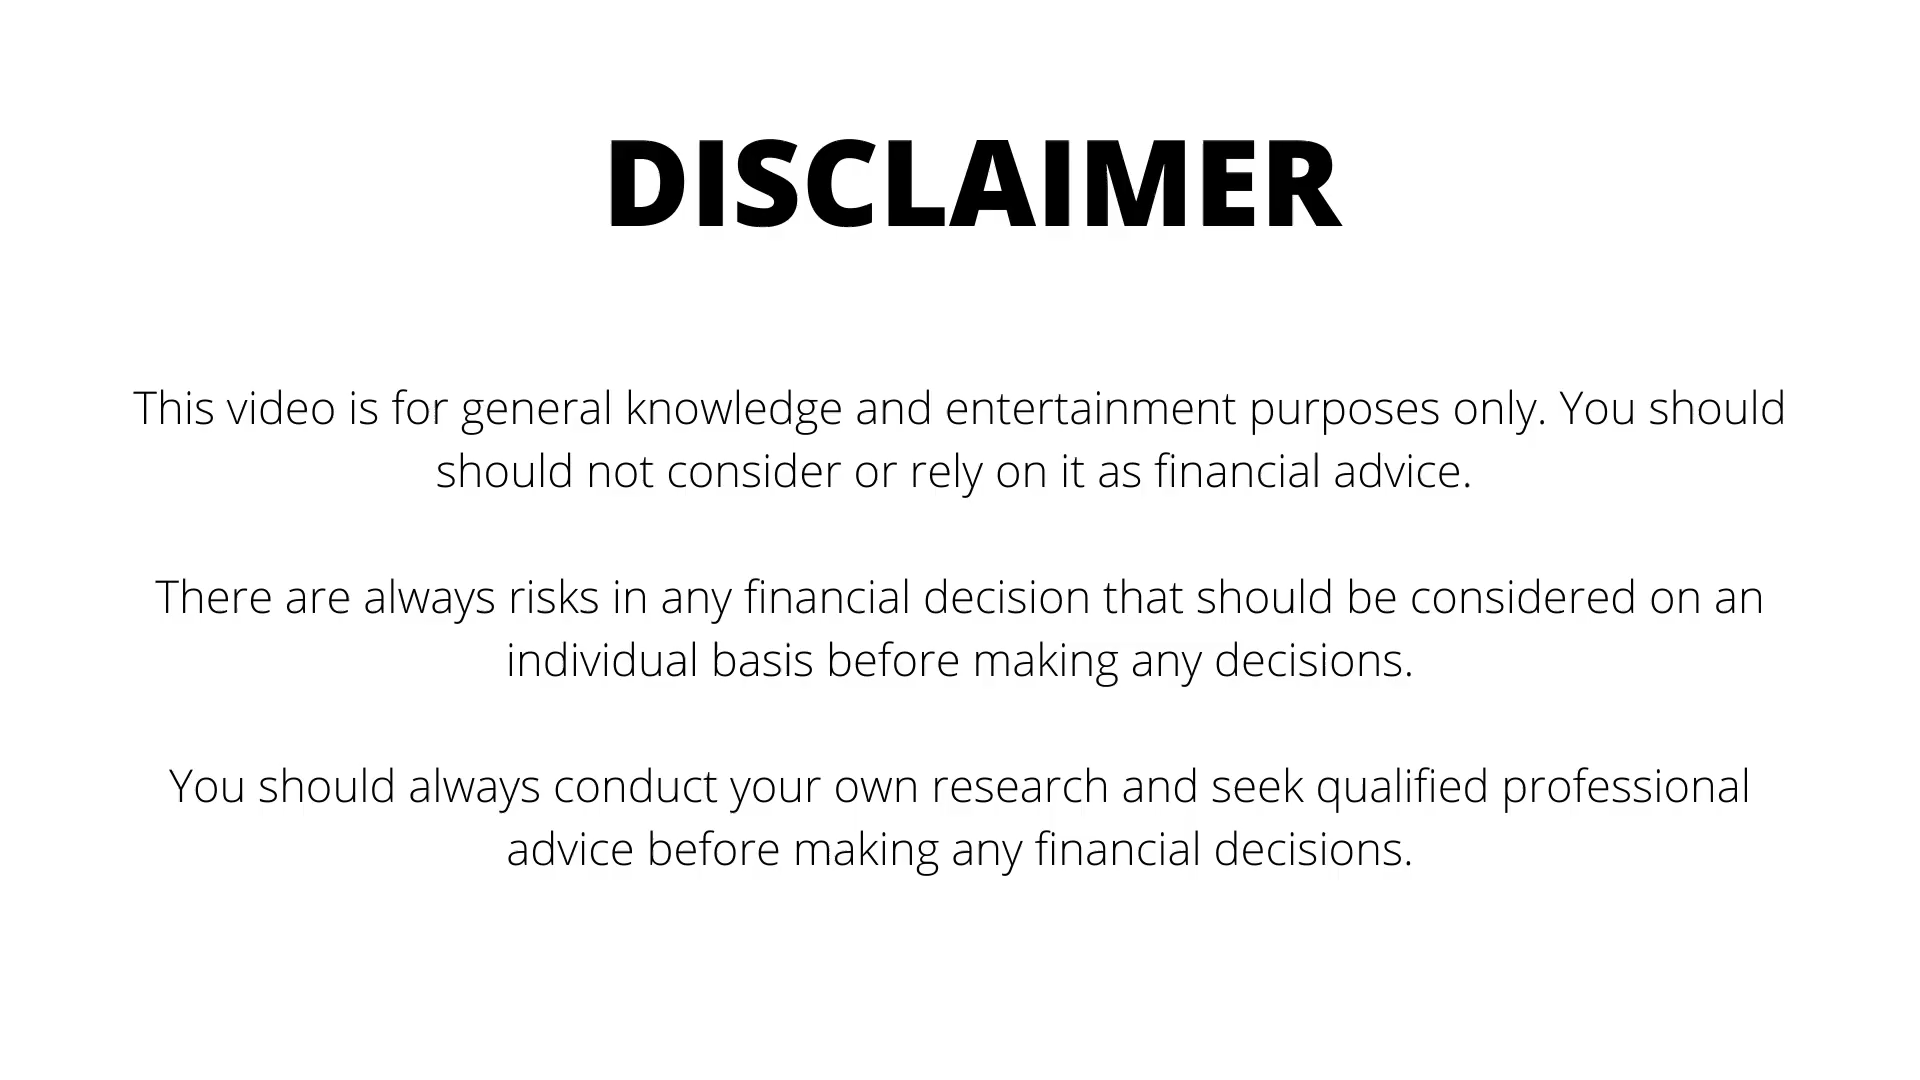 DISCLAIMER
This video is for general knowledge and entertainment purposes only. You should
should not consider or rely on it as financial advice.
There are always risks in any financial decision that should be considered on an
individual basis before making any decisions.
You should always conduct your own research and seek qualified professional
advice before making any financial decisions.